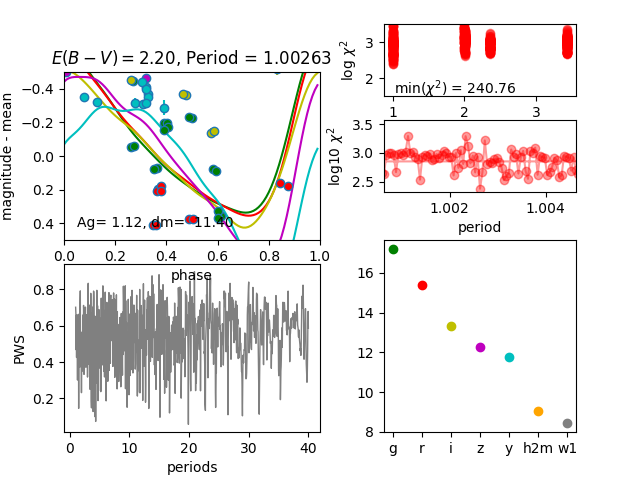 E(B − V) = 2.20, Period = 1.00263
magnitude - mean
−0.4
−0.2
0.0
0.2
0.4
Ag= 1.12, dm= 11.40
0.0 0.2 0.4 0.6 0.8 1.0
phase
log χ²
3
2
min(χ²) = 240.76
1 2 3
log10 χ²
3.5
3.0
2.5
1.002 1.004
period
PWS
0.8
0.6
0.4
0.2
0 10 20 30 40
periods
16
14
12
10
8
g r i z y h2m w1